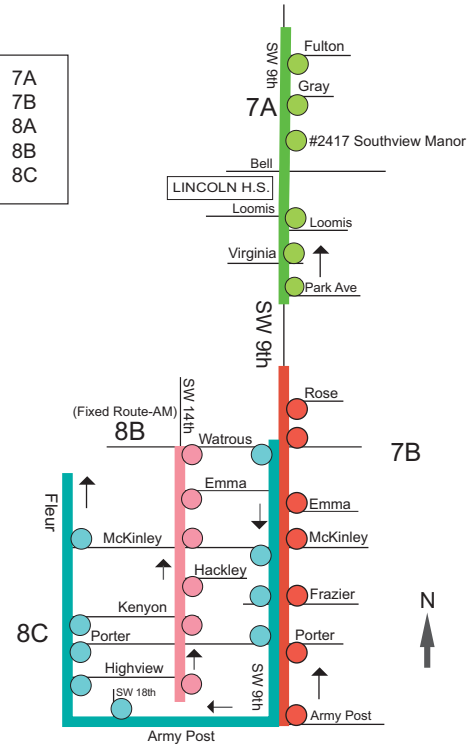 7A
7B
8A
8B
8C
SW 9th
Fulton
Gray
7A
#2417 Southview Manor
Bell
LINCOLN H.S.
Loomis
Loomis
Virginia
Park Ave
SW 9th
Rose
SW 14th
(Fixed Route-AM)
8B
Watrous
7B
Emma
Emma
Fleur
McKinley
McKinley
Hackley
Frazier
Kenyon
N
8C
Porter
Porter
Highview
SW 9th
SW 18th
Army Post
Army Post